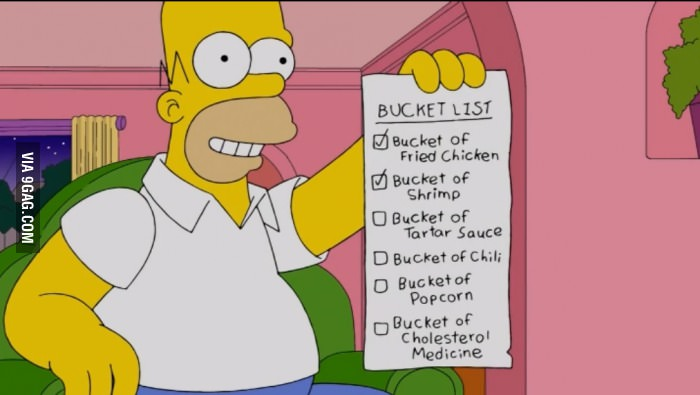 VIA 9GAG.COM
BUCKET LIST
Bucket of
Fried Chicken
Bucket of
Shrimp
Bucket of
Tartar Sauce
Bucket of Chili
Bucket of
Popcorn
Bucket of
Cholesterol
Medicine